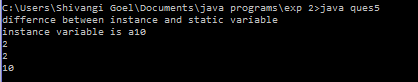 C:\Users\Shivangi Goel\Documents\java programs\exp 2>java ques5
differnce between instance and static variable
instance variable is a10
2
2
10